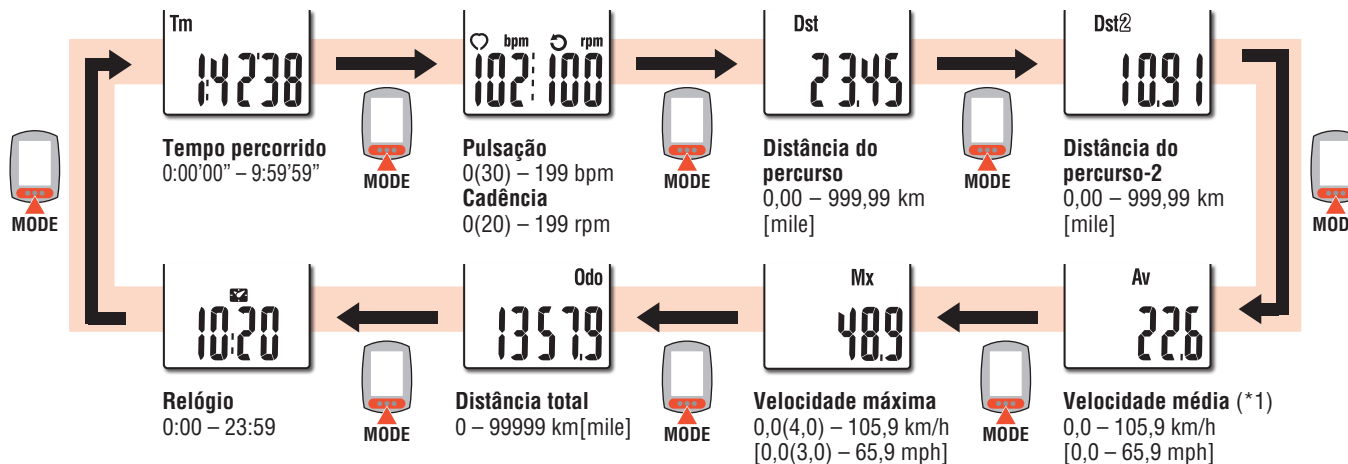 Tm
1:42'38
bpm rpm
102 100
Dst
23.45
Dst2
10.91
Tempo percorrido
0:00'00” – 9:59'59”
MODE
Pulsação
0(30) – 199 bpm
Cadência
0(20) – 199 rpm
MODE
Distância do
percurso
0,00 – 999,99 km
[mile]
MODE
Distância do
percurso-2
0,00 – 999,99 km
[mile]
MODE
MOD
Av
22.6
Velocidade média (*1)
0,0 – 105,9 km/h
[0,0 – 65,9 mph]
MODE
Mx
48.9
Velocidade máxima
0,0(4,0) – 105,9 km/h
[0,0(3,0) – 65,9 mph]
MODE
Odo
1357.9
Distância total
0 – 99999 km[mile]
MODE
10:20
Relógio
0:00 – 23:59